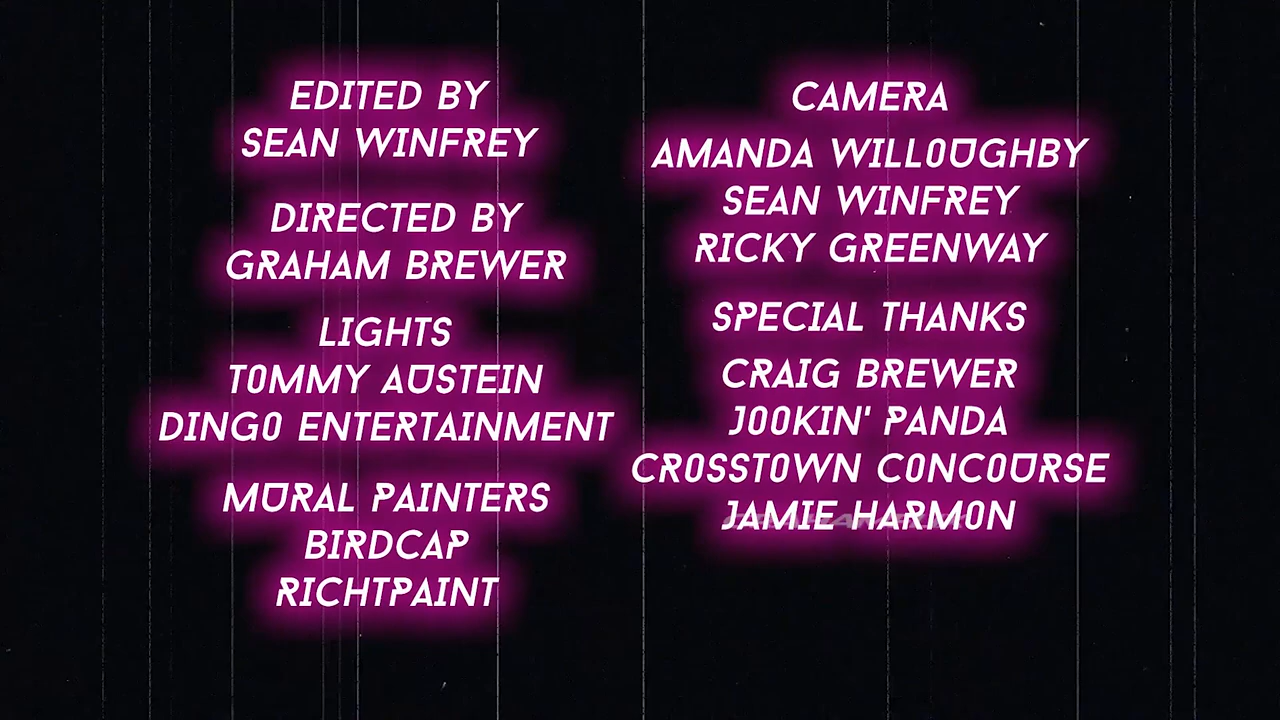 EDITED BY
SEAN WINFREY
DIRECTED BY
GRAHAM BREWER
LIGHTS
TOMMY AUSTEIN
DINGO ENTERTAINMENT
MURAL PAINTERS
BIRDCAP
RICHTPAINT
CAMERA
AMANDA WILLOUGHBY
SEAN WINFREY
RICKY GREENWAY
SPECIAL THANKS
CRAIG BREWER
JOOKIN' PANDA
CROSSTOWN CONCOURSE
JAMIE HARMON